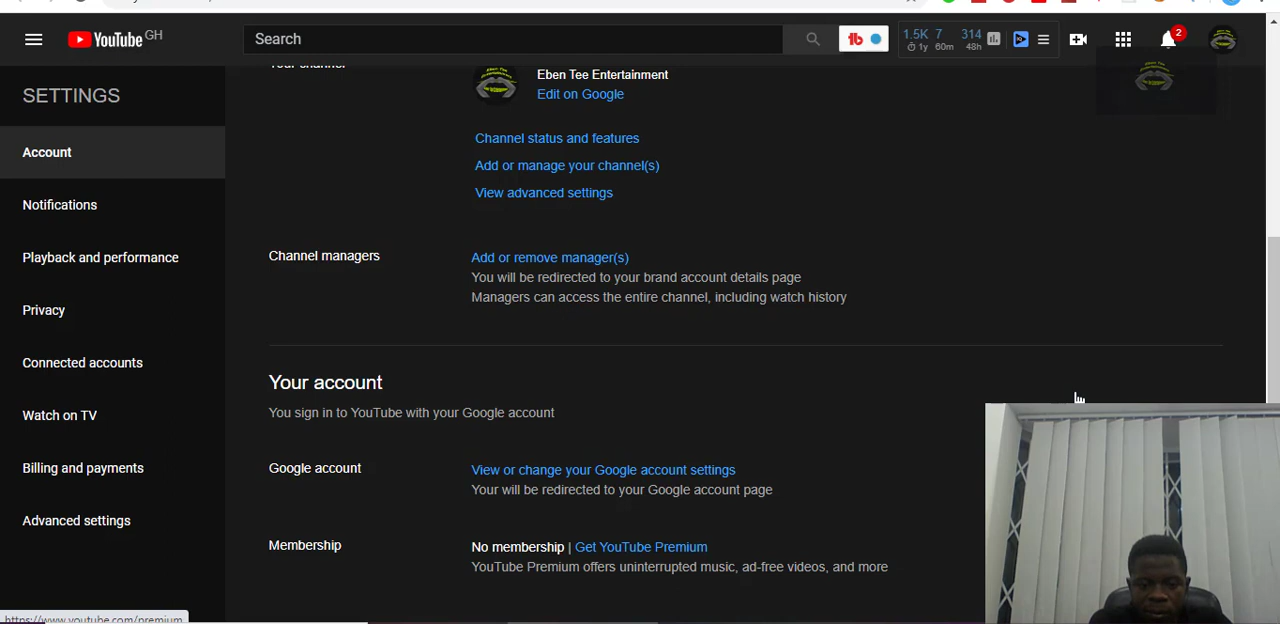 YouTube GH
Search
1.5K 7 314
1y 60m 48h
2
SETTINGS
Account
Notifications
Playback and performance
Privacy
Connected accounts
Watch on TV
Billing and payments
Advanced settings
Your channel
Eben Tee Entertainment
Edit on Google
Channel status and features
Add or manage your channel(s)
View advanced settings
Channel managers
Add or remove manager(s)
You will be redirected to your brand account details page
Managers can access the entire channel, including watch history
Your account
You sign in to YouTube with your Google account
Google account
View or change your Google account settings
Your will be redirected to your Google account page
Membership
No membership | Get YouTube Premium
YouTube Premium offers uninterrupted music, ad-free videos, and more
https://www.youtube.com/premium